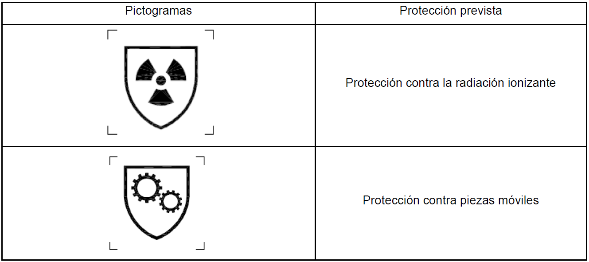 Pictogramas
Protección prevista
Protección contra la radiación ionizante
Protección contra piezas móviles